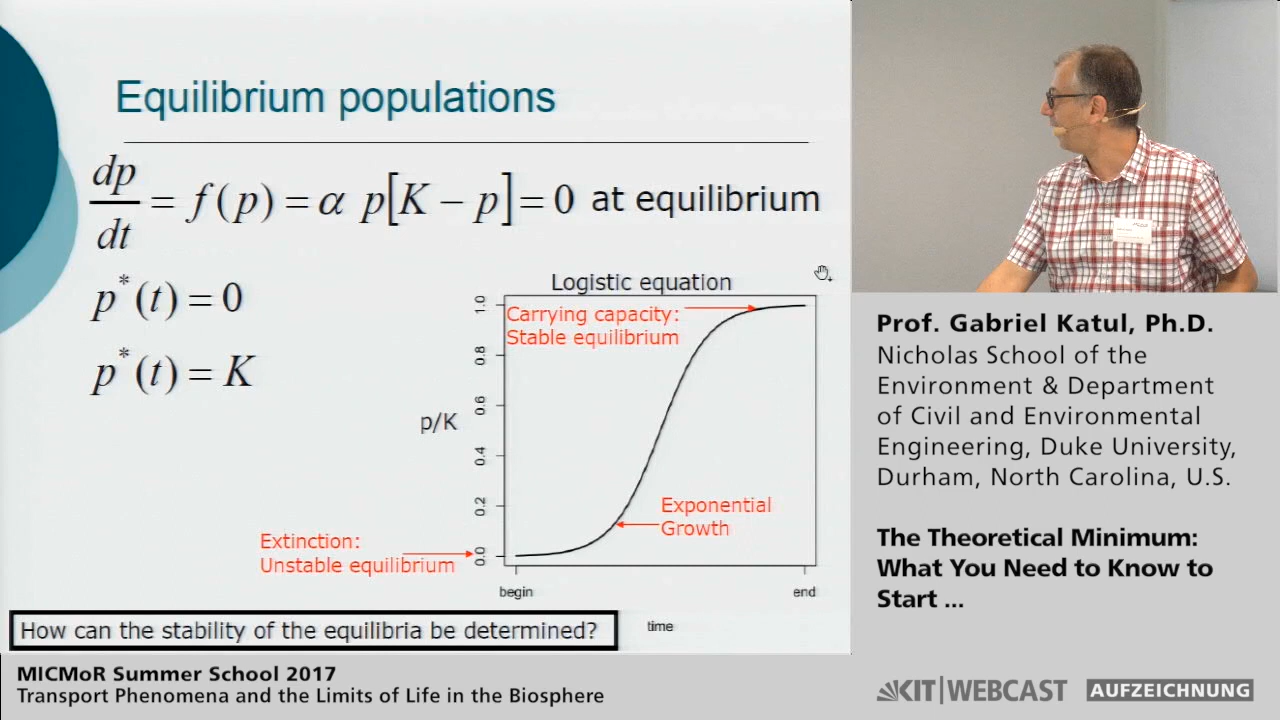 Equilibrium populations
dp/dt = f(p) = α p[K − p] = 0 at equilibrium
p*(t) = 0
p*(t) = K
Logistic equation
Carrying capacity:
Stable equilibrium
1.0
0.8
0.6
0.4
0.2
0.0
p/K
Exponential
Growth
Extinction:
Unstable equilibrium
begin
end
time
How can the stability of the equilibria be determined?
Prof. Gabriel Katul, Ph.D.
Nicholas School of the
Environment & Department
of Civil and Environmental
Engineering, Duke University,
Durham, North Carolina, U.S.
The Theoretical Minimum:
What You Need to Know to
Start ...
MICMoR Summer School 2017
Transport Phenomena and the Limits of Life in the Biosphere
KIT|WEBCAST
AUFZEICHNUNG